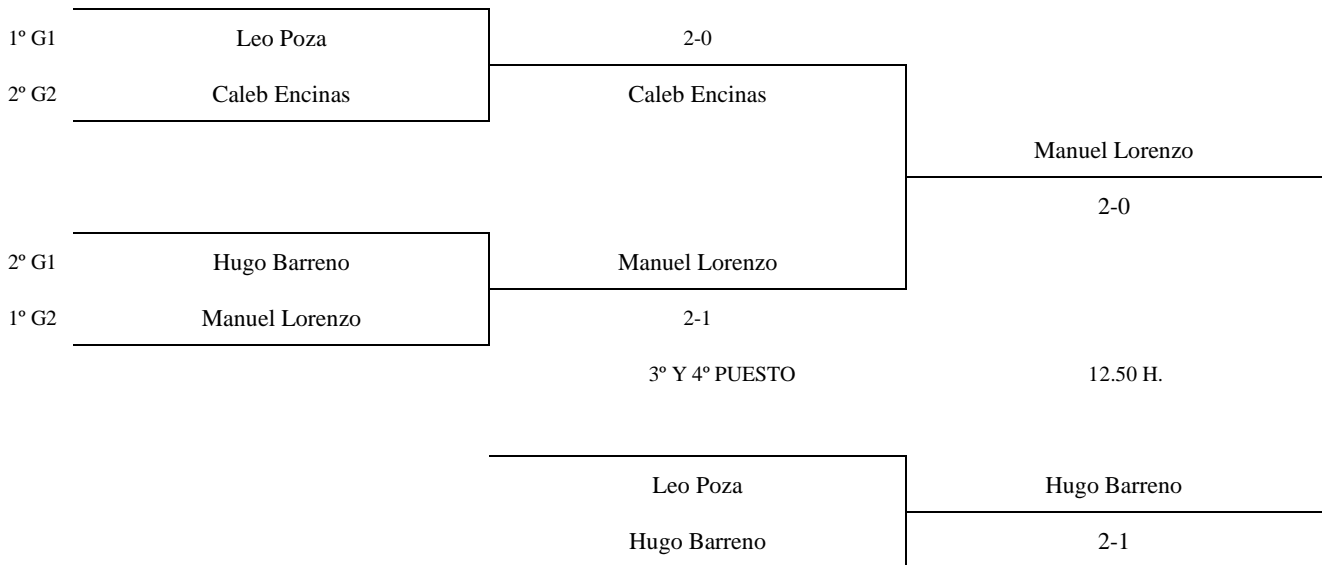 1º G1 Leo Poza 2-0
2º G2 Caleb Encinas Caleb Encinas
Manuel Lorenzo
2-0
2º G1 Hugo Barreno Manuel Lorenzo
1º G2 Manuel Lorenzo 2-1
3º Y 4º PUESTO 12.50 H.
Leo Poza Hugo Barreno
Hugo Barreno 2-1